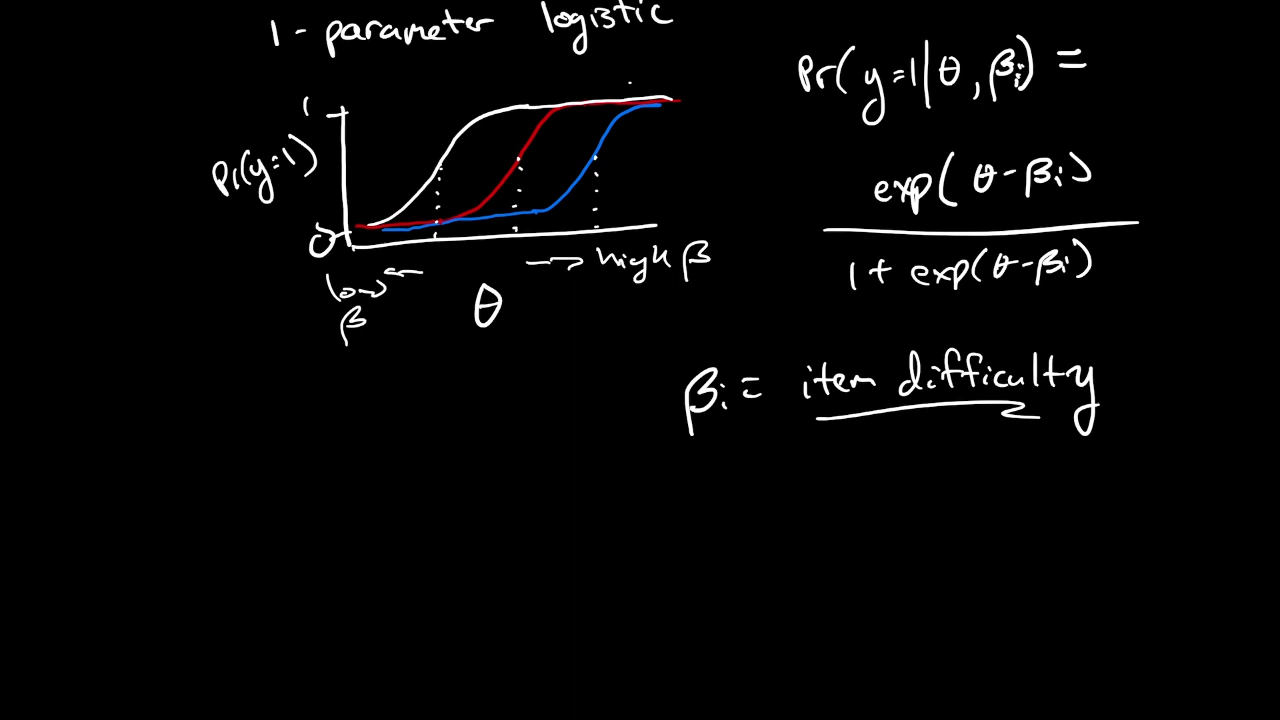 1-parameter logistic
Pr(y=1|θ,βi) =
exp(θ-βi)
1+exp(θ-βi)
1
Pr(y=1)
0
low ←
β
θ
→ high β
βi = item difficulty